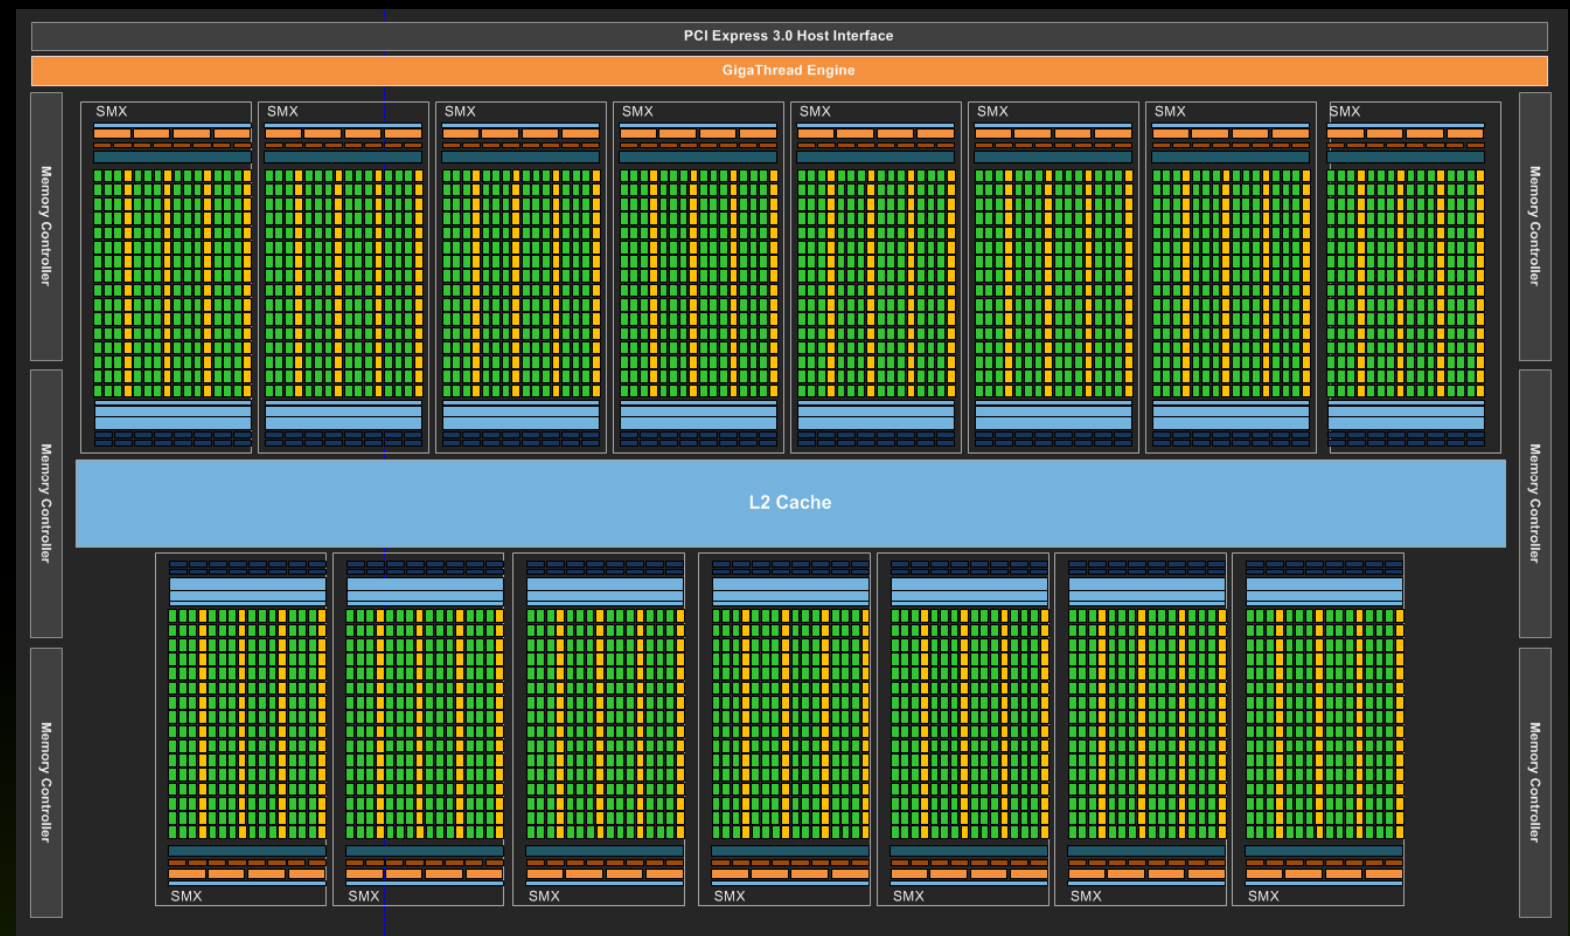 PCI Express 3.0 Host Interface
GigaThread Engine
SMX
SMX
SMX
SMX
SMX
SMX
SMX
SMX
Memory Controller
Memory Controller
L2 Cache
Memory Controller
Memory Controller
Memory Controller
Memory Controller
SMX
SMX
SMX
SMX
SMX
SMX
SMX